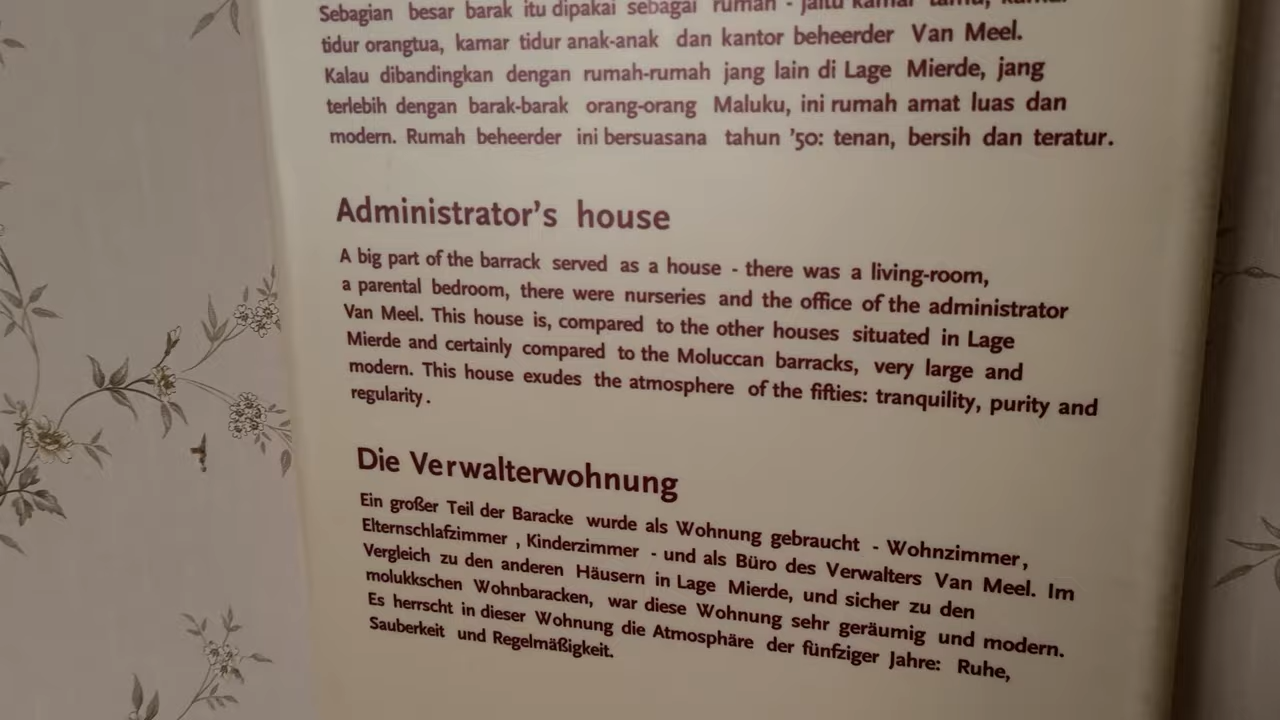 Sebagian besar barak itu dipakai sebagai rumah - jaitu kamar tamu, kamar
tidur orangtua, kamar tidur anak-anak dan kantor beheerder Van Meel.
Kalau dibandingkan dengan rumah-rumah jang lain di Lage Mierde, jang
terlebih dengan barak-barak orang-orang Maluku, ini rumah amat luas dan
modern. Rumah beheerder ini bersuasana tahun '50: tenan, bersih dan teratur.
Administrator's house
A big part of the barrack served as a house - there was a living-room,
a parental bedroom, there were nurseries and the office of the administrator
Van Meel. This house is, compared to the other houses situated in Lage
Mierde and certainly compared to the Moluccan barracks, very large and
modern. This house exudes the atmosphere of the fifties: tranquility, purity and
regularity.
Die Verwalterwohnung
Ein großer Teil der Baracke wurde als Wohnung gebraucht - Wohnzimmer,
Elternschlafzimmer, Kinderzimmer - und als Büro des Verwalters Van Meel. Im
Vergleich zu den anderen Häusern in Lage Mierde, und sicher zu den
molukkschen Wohnbaracken, war diese Wohnung sehr geräumig und modern.
Es herrscht in dieser Wohnung die Atmosphäre der fünfziger Jahre: Ruhe,
Sauberkeit und Regelmäßigkeit.